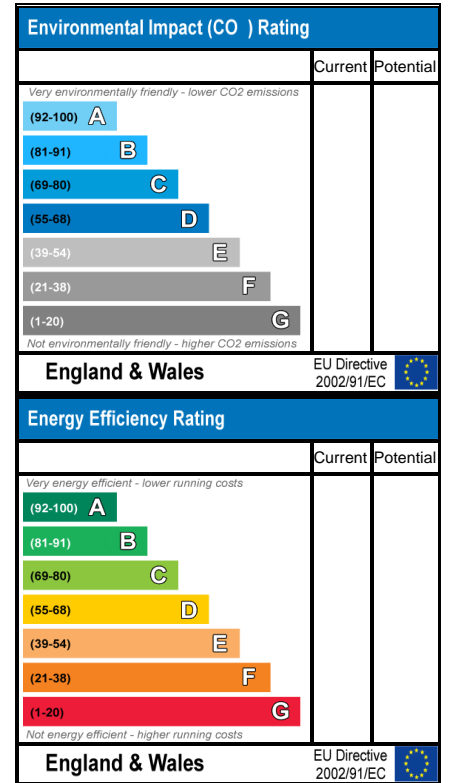 Environmental Impact (CO ) Rating
Current Potential
Very environmentally friendly - lower CO2 emissions
(92-100) A
(81-91) B
(69-80) C
(55-68) D
(39-54) E
(21-38) F
(1-20) G
Not environmentally friendly - higher CO2 emissions
England & Wales
EU Directive
2002/91/EC
Energy Efficiency Rating
Current Potential
Very energy efficient - lower running costs
(92-100) A
(81-91) B
(69-80) C
(55-68) D
(39-54) E
(21-38) F
(1-20) G
Not energy efficient - higher running costs
England & Wales
EU Directive
2002/91/EC